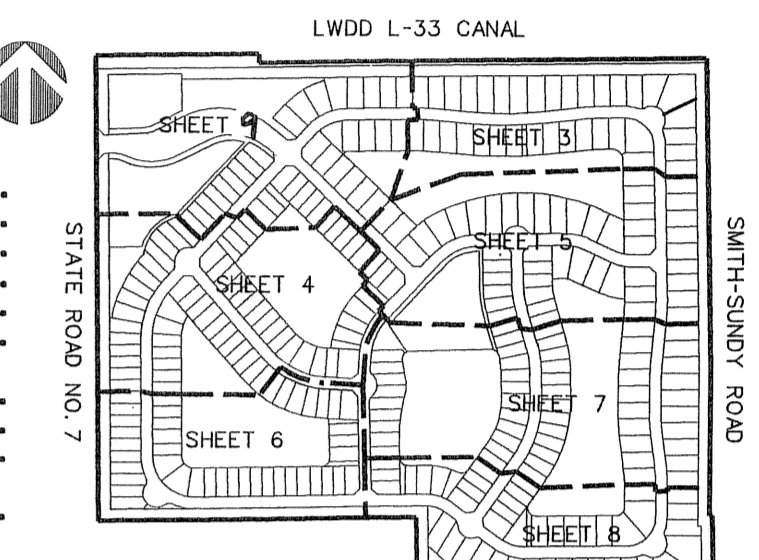 LWDD L-33 CANAL
SHEET 9
SHEET 3
STATE ROAD NO. 7
SMITH-SUNDY ROAD
SHEET 5
SHEET 4
SHEET 7
SHEET 6
SHEET 8